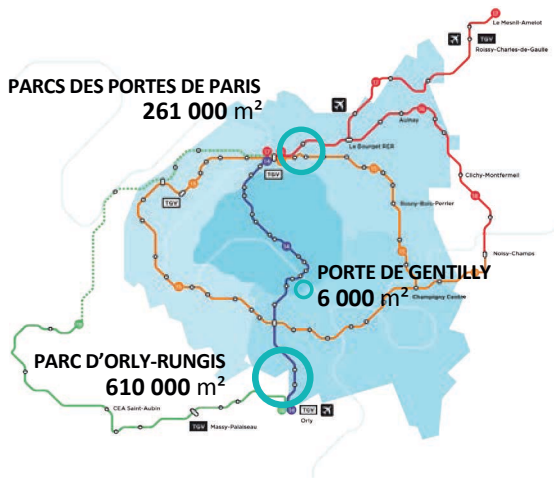 Le Mesnil-Amelot
TGV
Roissy-Charles-de-Gaulle
PARCS DES PORTES DE PARIS
261 000 m²
Aulnay
Le Bourget RER
TGV
Clichy-Montfermeil
TGV
Rosny-Bois-Perrier
Noisy-Champs
PORTE DE GENTILLY
6 000 m²
Champigny Centre
PARC D'ORLY-RUNGIS
610 000 m²
CEA Saint-Aubin
TGV
Orly
TGV Massy-Palaiseau